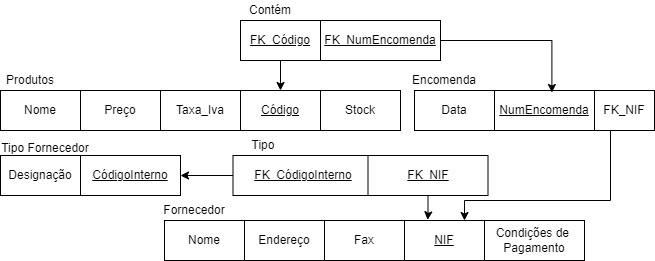 Contém
FK_Código FK_NumEncomenda
Produtos
Nome Preço Taxa_Iva Código Stock
Encomenda
Data NumEncomenda FK_NIF
Tipo Fornecedor
Designação CódigoInterno
Tipo
FK_CódigoInterno FK_NIF
Fornecedor
Nome Endereço Fax NIF Condições de
Pagamento